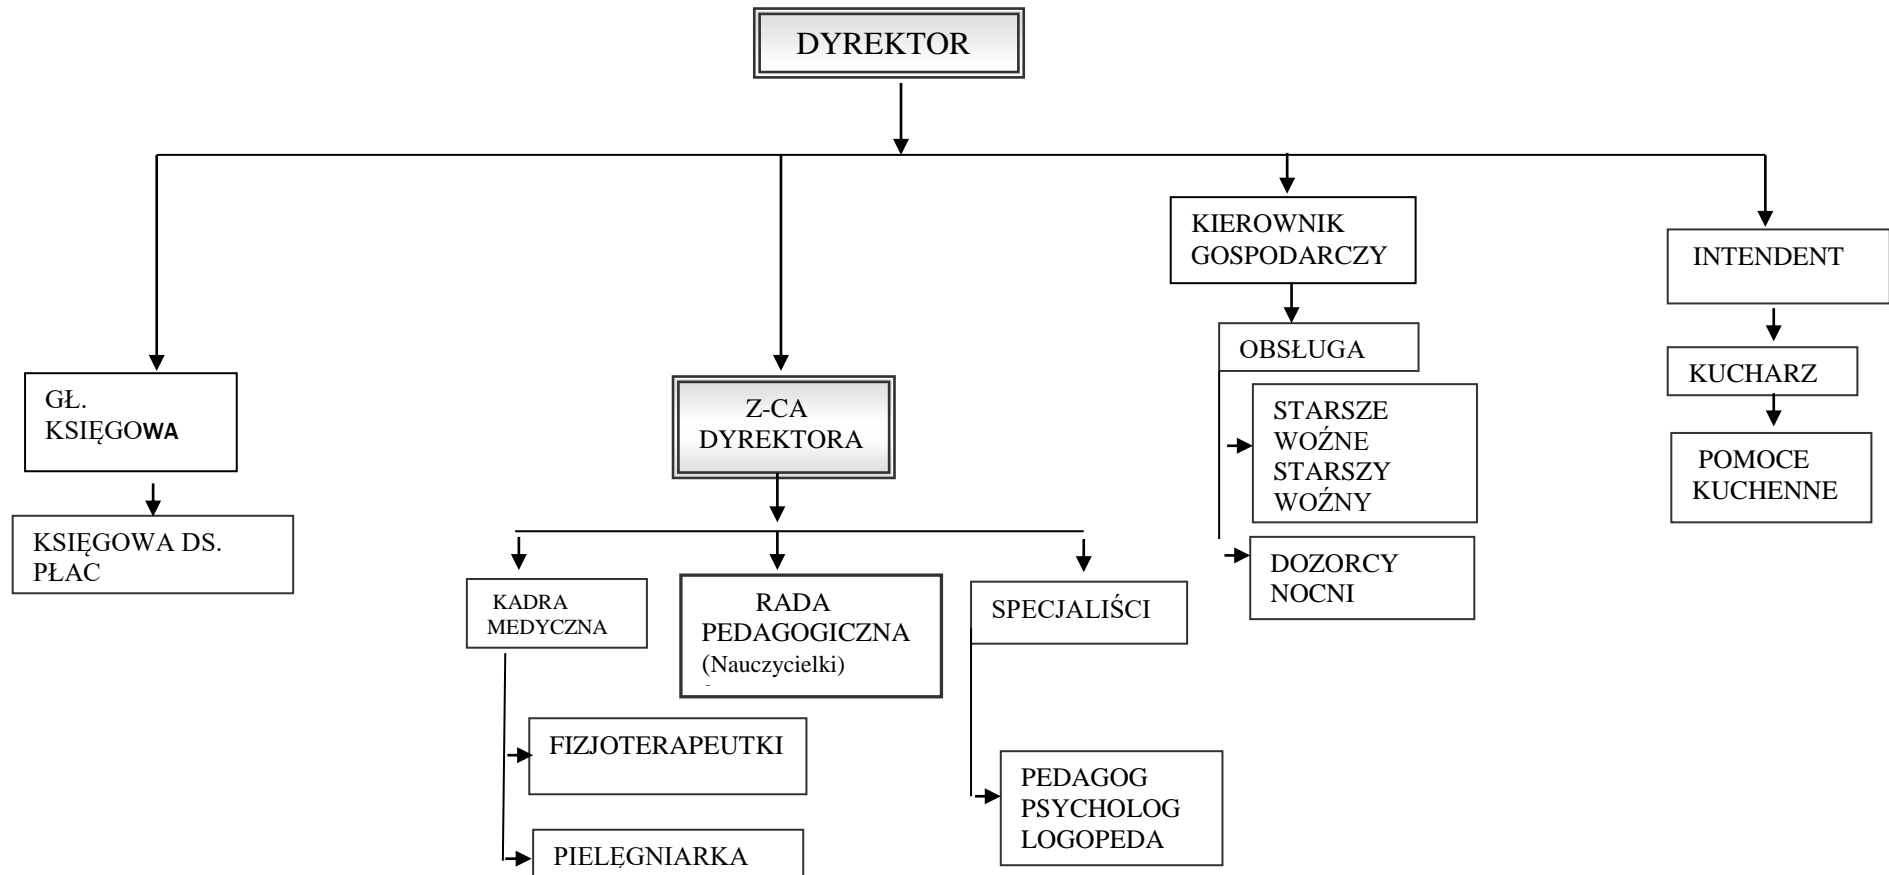 DYREKTOR
KIEROWNIK
GOSPODARCZY
INTENDENT
OBSŁUGA
KUCHARZ
GŁ.
KSIĘGOWA
Z-CA
DYREKTORA
STARSZE
WOŹNE
STARSZY
WOŹNY
POMOCE
KUCHENNE
KSIĘGOWA DS.
PŁAC
DOZORCY
NOCNI
KADRA
MEDYCZNA
RADA
PEDAGOGICZNA
(Nauczycielki)
SPECJALIŚCI
FIZJOTERAPEUTKI
PEDAGOG
PSYCHOLOG
LOGOPEDA
PIELĘGNIARKA